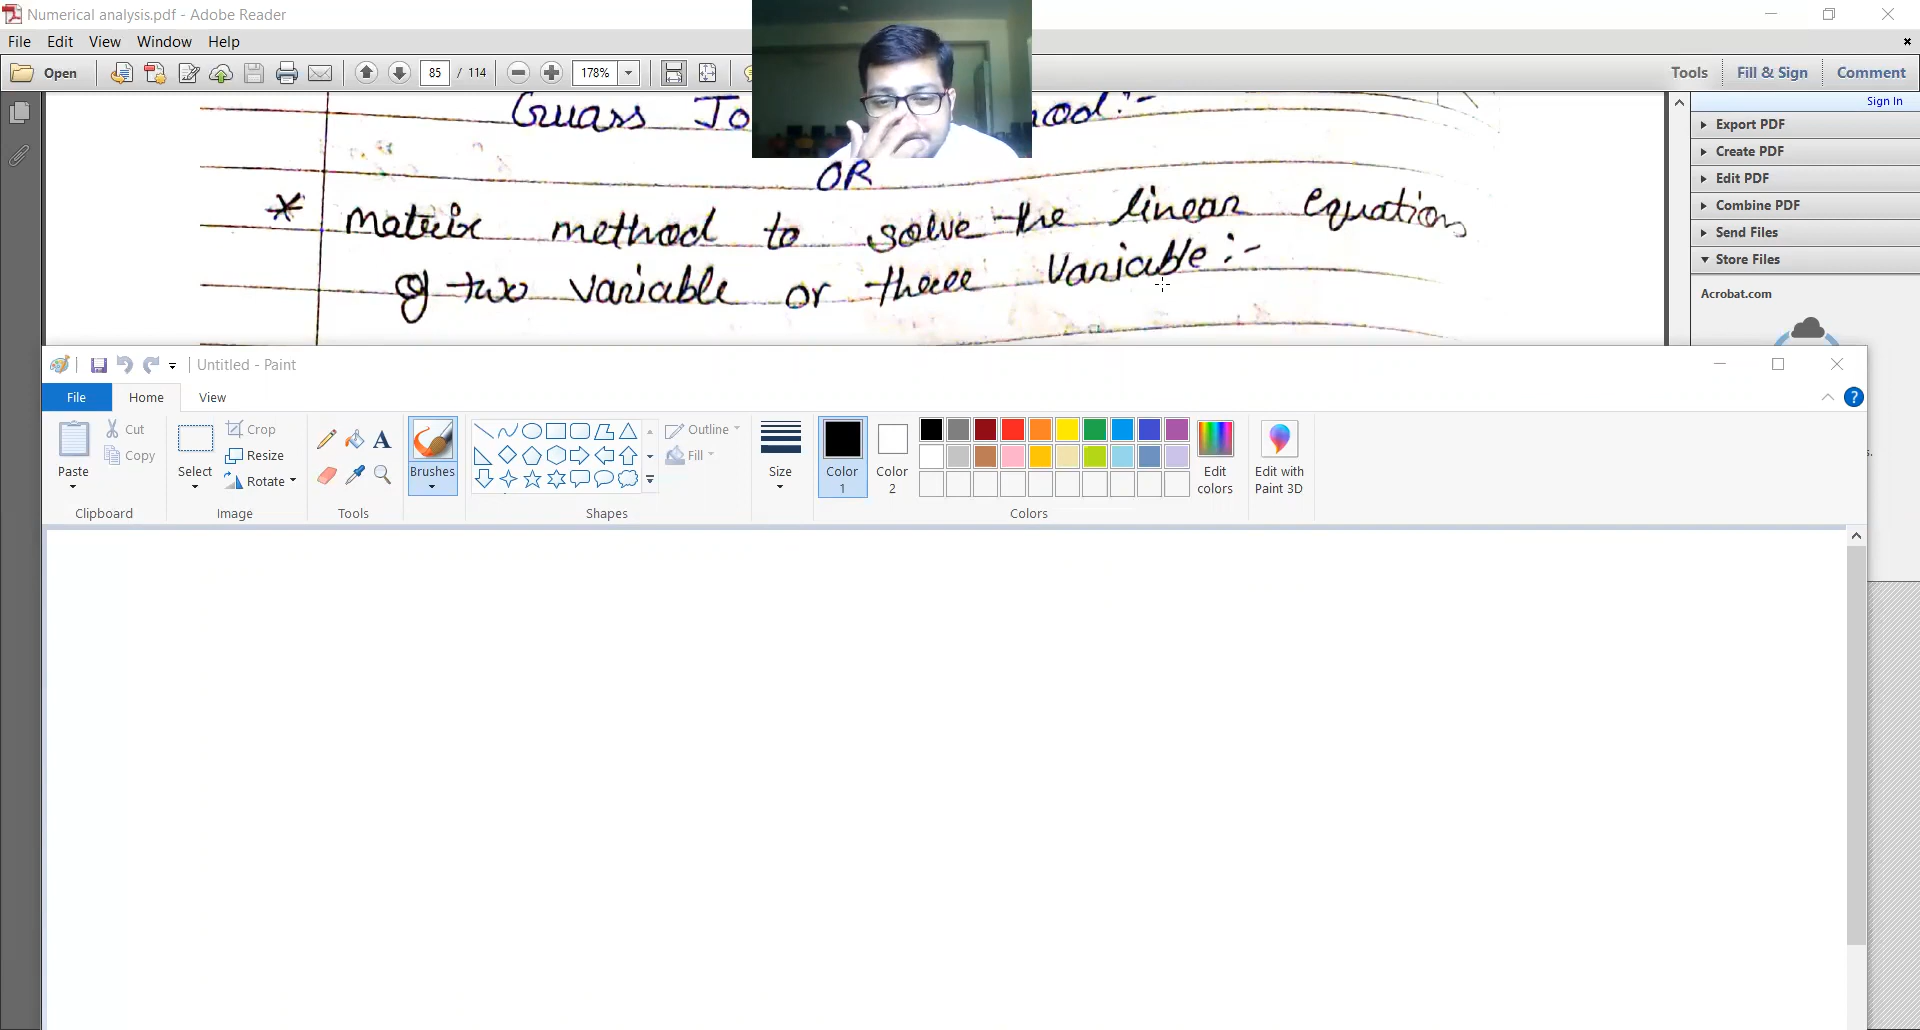 Numerical analysis.pdf - Adobe Reader
File Edit View Window Help
Open 85 / 114 178% Tools Fill & Sign Comment
Sign In
Export PDF
Create PDF
Edit PDF
Combine PDF
Send Files
Store Files
Acrobat.com
Guass Jo
OR
* Matrix method to solve the linear equation
of two variable or three Variable :-
Untitled - Paint
File Home View
Paste Cut Copy
Clipboard
Select Crop Resize Rotate
Image
A
Tools
Brushes
Shapes
Outline
Fill
Size
Color 1
Color 2
Colors
Edit colors
Edit with Paint 3D